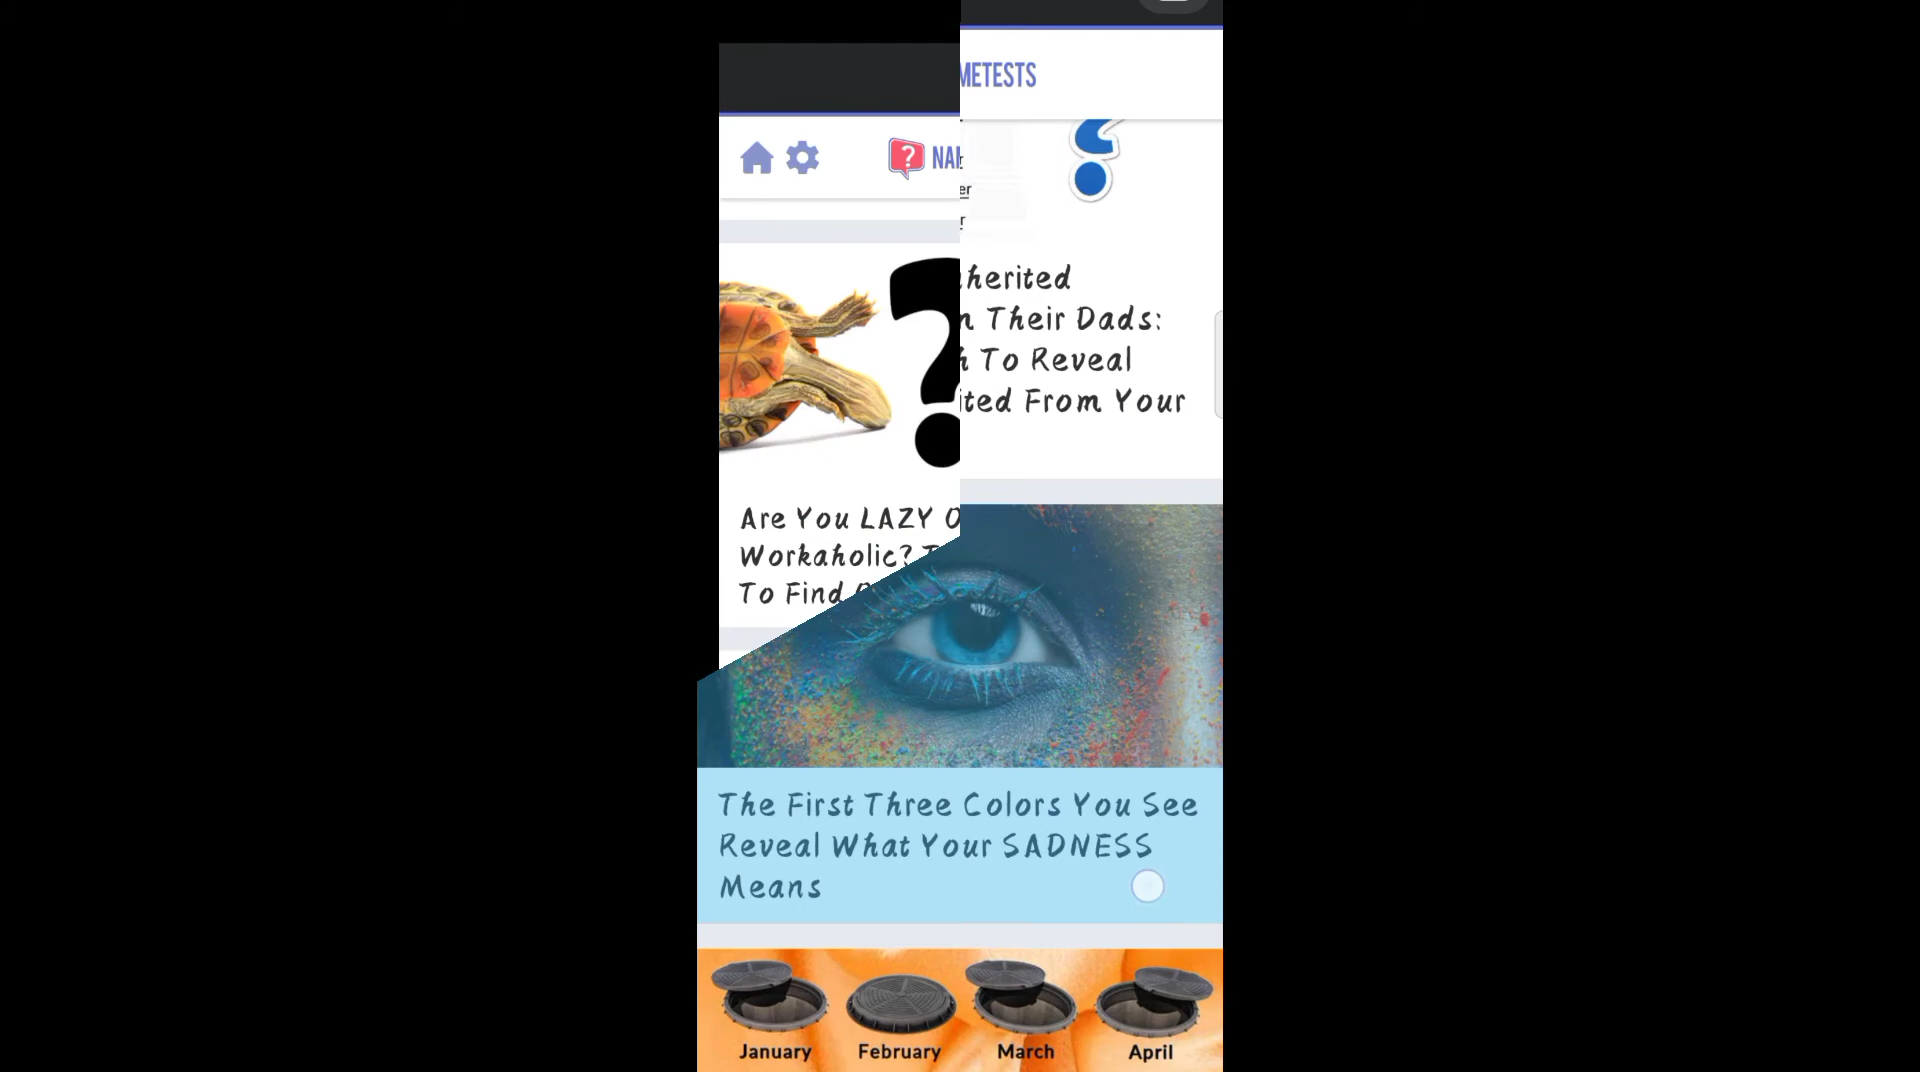 METESTS
?
NA
er
herited
n Their Dads:
h To Reveal
ited From Your
?
Are You LAZY O
Workaholic?
To Find
The First Three Colors You See
Reveal What Your SADNESS
Means
January February March April